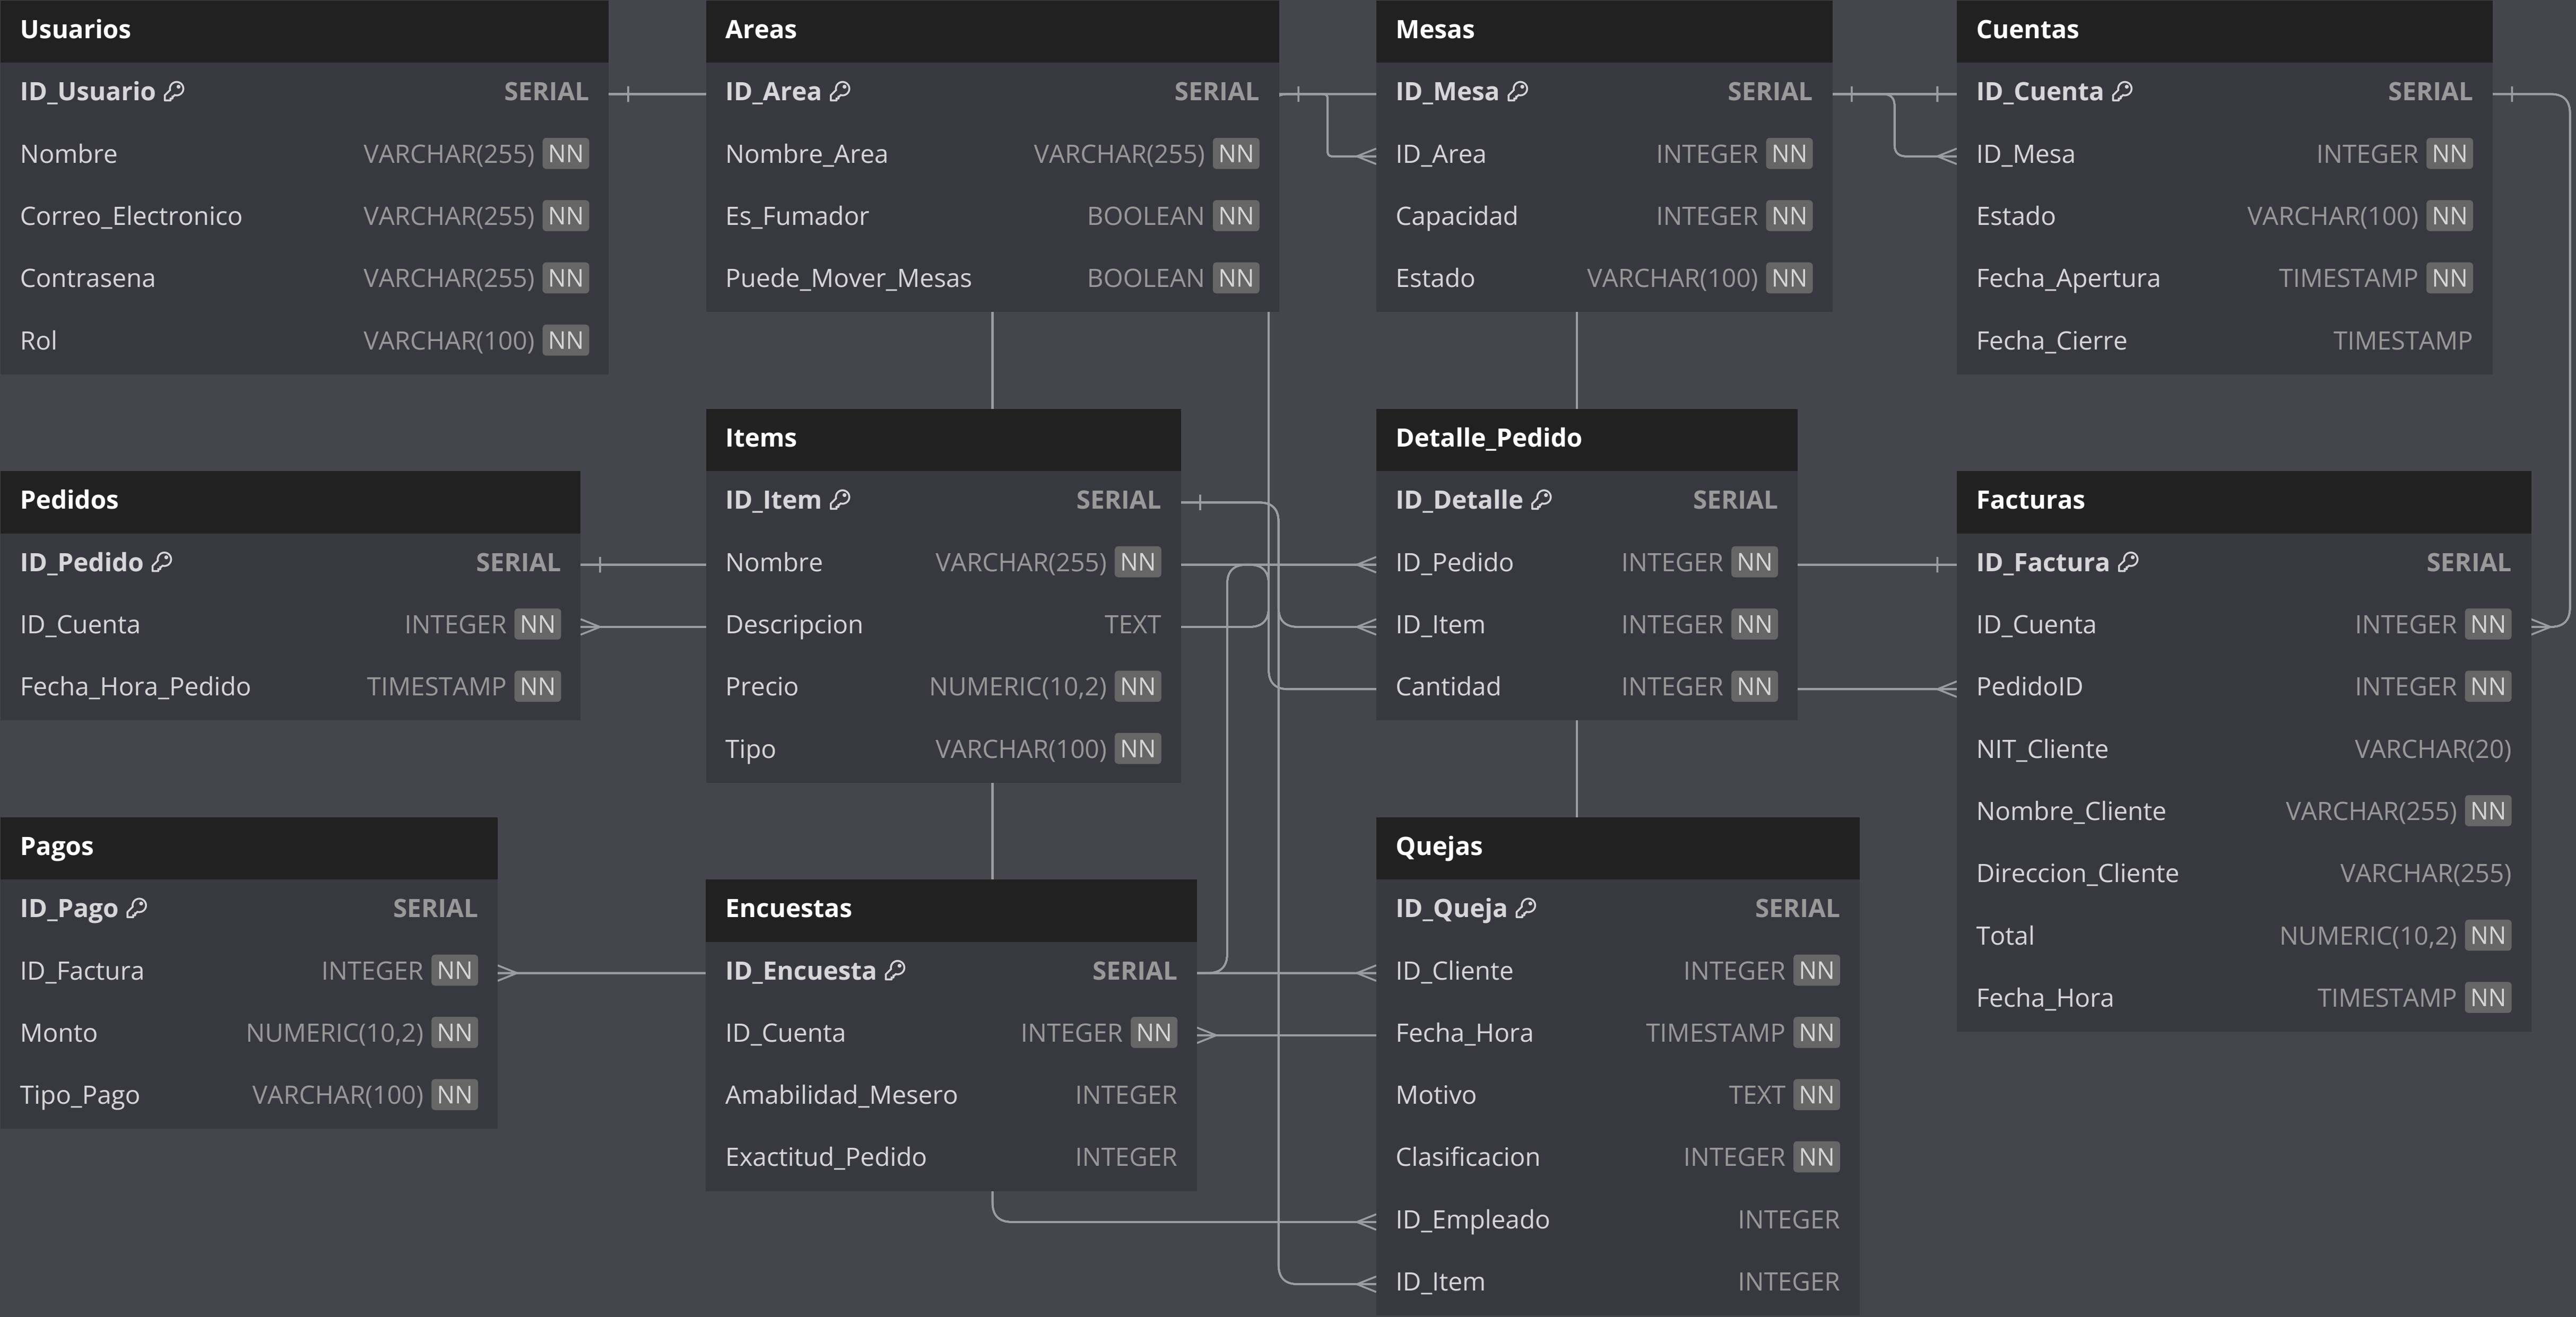 Usuarios
ID_Usuario SERIAL
Nombre VARCHAR(255) NN
Correo_Electronico VARCHAR(255) NN
Contrasena VARCHAR(255) NN
Rol VARCHAR(100) NN
Areas
ID_Area SERIAL
Nombre_Area VARCHAR(255) NN
Es_Fumador BOOLEAN NN
Puede_Mover_Mesas BOOLEAN NN
Mesas
ID_Mesa SERIAL
ID_Area INTEGER NN
Capacidad INTEGER NN
Estado VARCHAR(100) NN
Cuentas
ID_Cuenta SERIAL
ID_Mesa INTEGER NN
Estado VARCHAR(100) NN
Fecha_Apertura TIMESTAMP NN
Fecha_Cierre TIMESTAMP
Pedidos
ID_Pedido SERIAL
ID_Cuenta INTEGER NN
Fecha_Hora_Pedido TIMESTAMP NN
Items
ID_Item SERIAL
Nombre VARCHAR(255) NN
Descripcion TEXT
Precio NUMERIC(10,2) NN
Tipo VARCHAR(100) NN
Detalle_Pedido
ID_Detalle SERIAL
ID_Pedido INTEGER NN
ID_Item INTEGER NN
Cantidad INTEGER NN
Facturas
ID_Factura SERIAL
ID_Cuenta INTEGER NN
PedidoID INTEGER NN
NIT_Cliente VARCHAR(20)
Nombre_Cliente VARCHAR(255) NN
Direccion_Cliente VARCHAR(255)
Total NUMERIC(10,2) NN
Fecha_Hora TIMESTAMP NN
Pagos
ID_Pago SERIAL
ID_Factura INTEGER NN
Monto NUMERIC(10,2) NN
Tipo_Pago VARCHAR(100) NN
Encuestas
ID_Encuesta SERIAL
ID_Cuenta INTEGER NN
Amabilidad_Mesero INTEGER
Exactitud_Pedido INTEGER
Quejas
ID_Queja SERIAL
ID_Cliente INTEGER NN
Fecha_Hora TIMESTAMP NN
Motivo TEXT NN
Clasificacion INTEGER NN
ID_Empleado INTEGER
ID_Item INTEGER